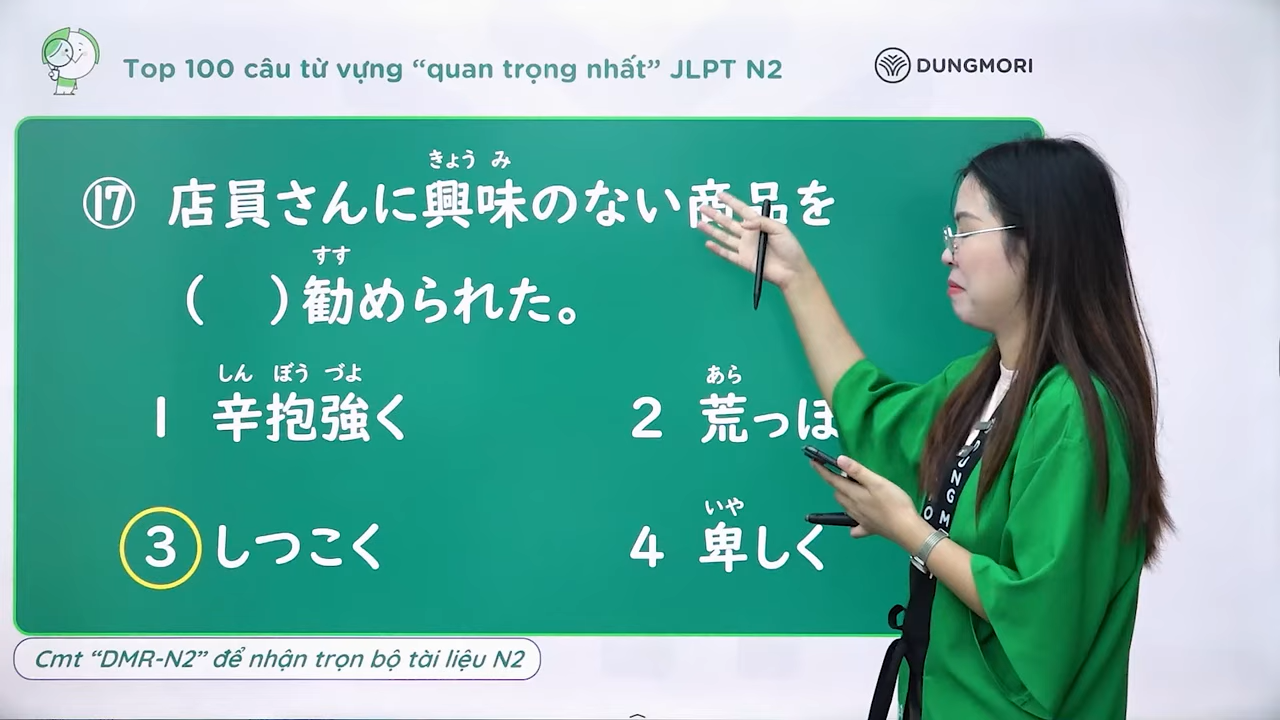 Top 100 câu từ vựng “quan trọng nhất” JLPT N2
DUNGMORI
きょう み
⑰ 店員さんに興味のない商品を
すす
( )勧められた。
しん ぼう づよ
1 辛抱強く
あら
2 荒っぽ
3 しつこく
いや
4 卑しく
Cmt “DMR-N2” để nhận trọn bộ tài liệu N2